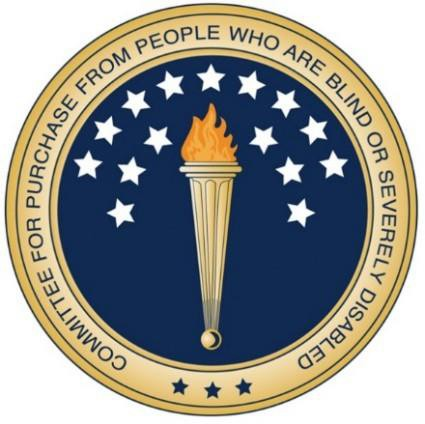 COMMITTEE FOR PURCHASE FROM PEOPLE WHO ARE BLIND OR SEVERELY DISABLED